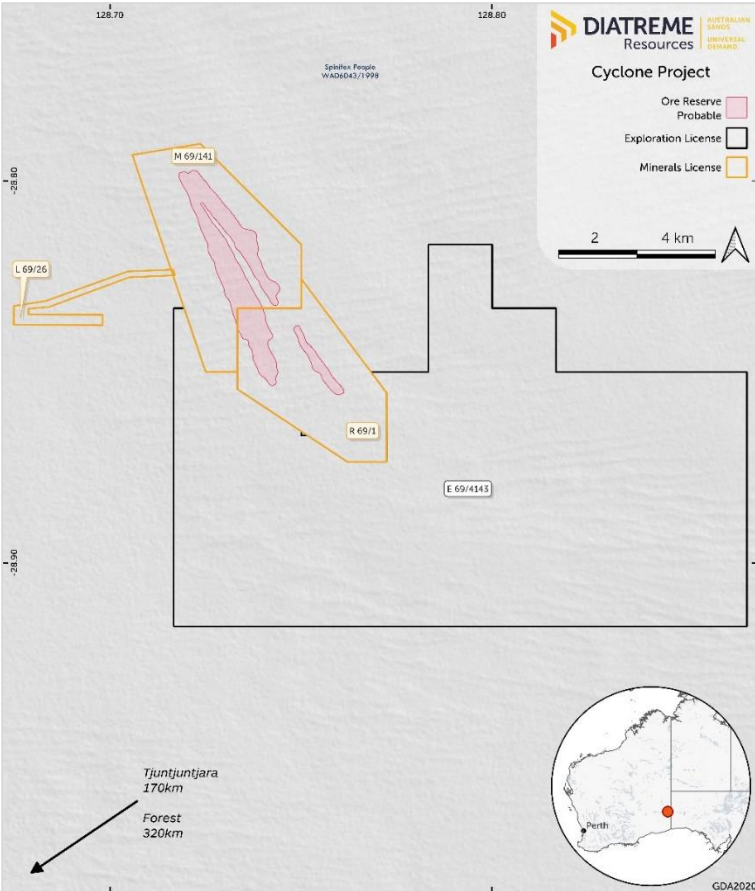 128.70
128.80
DIATREME
Resources
AUSTRALIAN
SANDS
UNIVERSAL
DEMAND
Cyclone Project
Ore Reserve
Probable
Exploration License
Minerals License
2
4 km
Spinifex People
WAD6043/1998
-28.80
M 69/141
L 69/26
R 69/1
E 69/4143
-28.90
Tjuntjuntjara
170km
Forest
320km
Perth
GDA2020